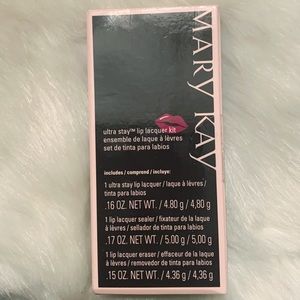 MARY KAY
ultra stay™ lip lacquer kit
ensemble de laque à lèvres
set de tinta para labios
includes / comprend / incluye:
1 ultra stay lip lacquer / laque à lèvres /
tinta para labios
.16 OZ. NET WT. / 4.80 g / 4,80 g
1 lip lacquer sealer / fixateur de la laque
à lèvres / sellador de tinta para labios
.17 OZ. NET WT. / 5.00 g / 5,00 g
1 lip lacquer eraser / effaceur de la laque
à lèvres / removedor de tinta para labios
.15 OZ. NET WT. / 4.36 g / 4,36 g